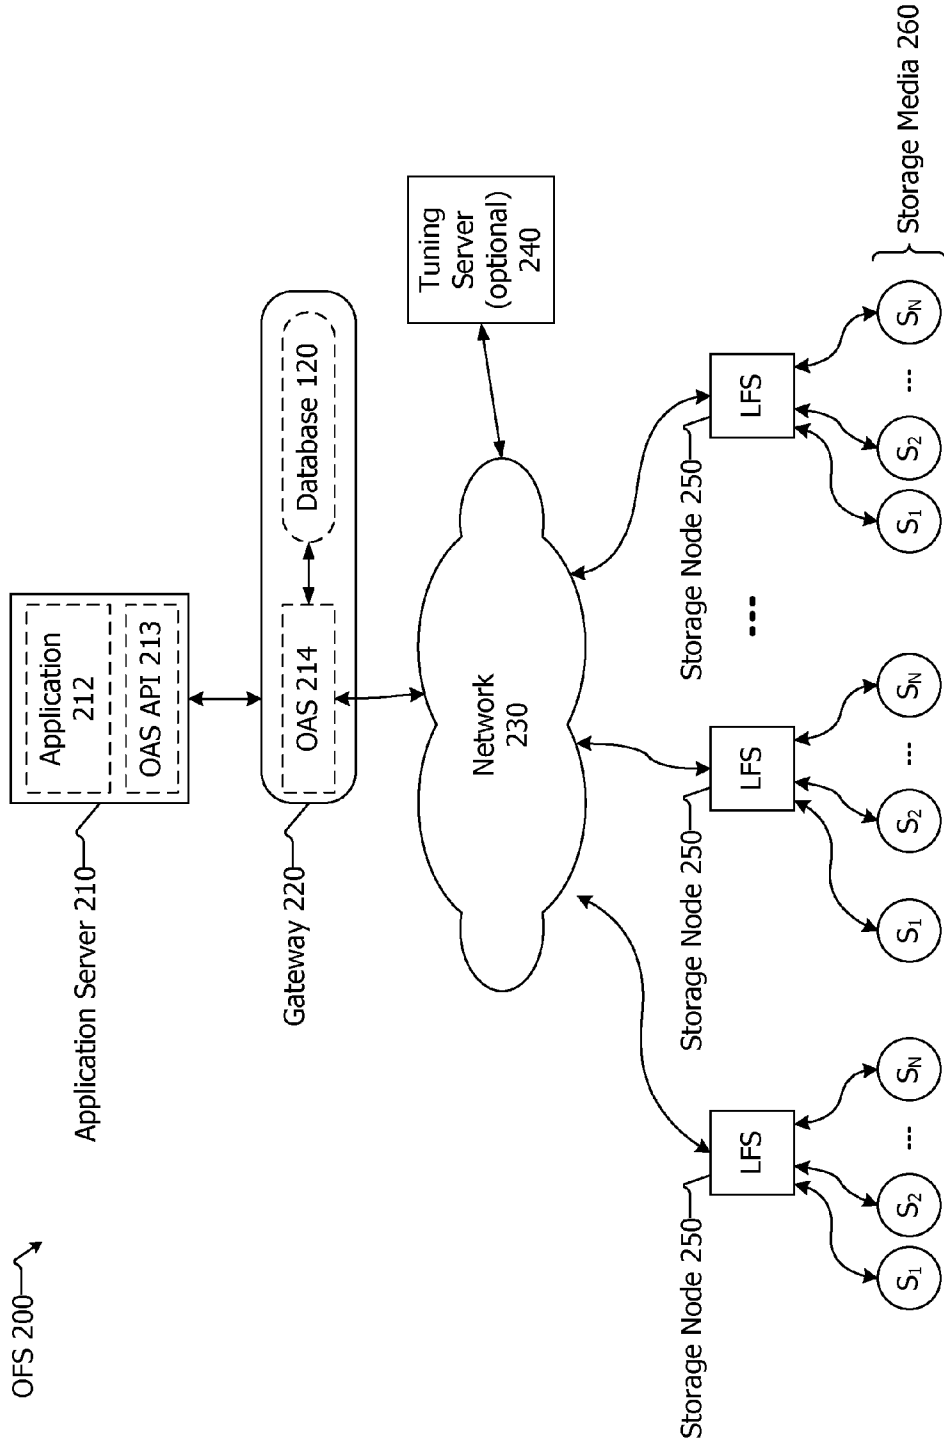 OFS 200
Application Server 210
Application
212
OAS API 213
Gateway 220
OAS 214
Database 120
Network
230
Tuning
Server
(optional)
240
Storage Node 250
LFS
Storage Node 250
LFS
Storage Node 250
LFS
---
S1
S2
---
SN
S1
S2
---
SN
S1
S2
---
SN
Storage Media 260